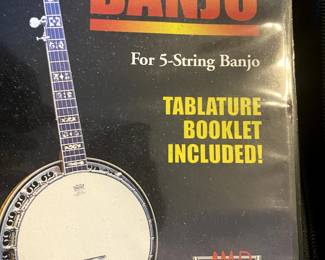 BANJO
For 5-String Banjo
TABLATURE
BOOKLET
INCLUDED!